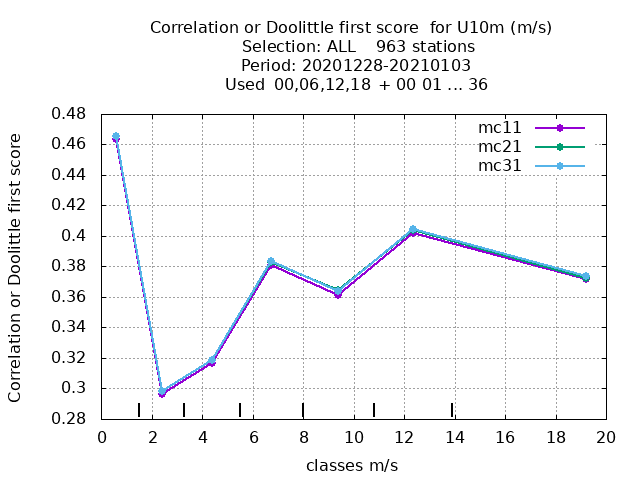 Correlation or Doolittle first score  for U10m (m/s)
Selection: ALL    963 stations
Period: 20201228-20210103
Used  00,06,12,18  + 00 01 ... 36
Correlation or Doolittle first score
0.48
0.46
0.44
0.42
0.4
0.38
0.36
0.34
0.32
0.3
0.28
mc11
mc21
mc31
0 2 4 6 8 10 12 14 16 18 20
classes m/s